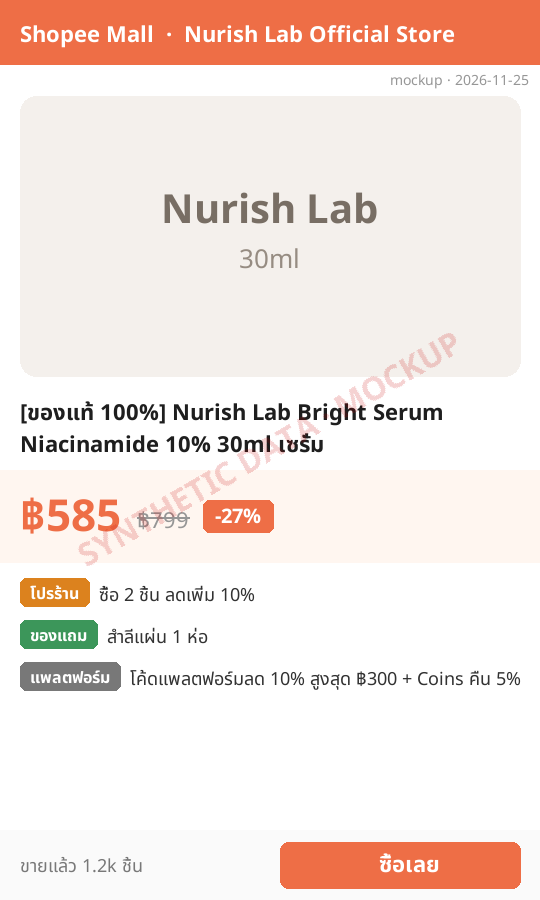 Shopee Mall · Nurish Lab Official Store
mockup · 2026-11-25
Nurish Lab
30ml
[ของแท้ 100%] Nurish Lab Bright Serum
Niacinamide 10% 30ml เซรั่ม
฿585 ฿799 -27%
SYNTHETIC DATA · MOCKUP
โปรร้าน ซื้อ 2 ชิ้น ลดเพิ่ม 10%
ของแถม สำลีแผ่น 1 ห่อ
แพลตฟอร์ม โค้ดแพลตฟอร์มลด 10% สูงสุด ฿300 + Coins คืน 5%
ขายแล้ว 1.2k ชิ้น
ซื้อเลย